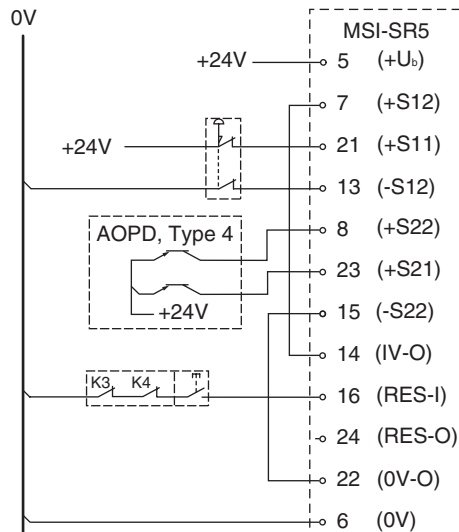 0V
MSI-SR5
+24V 5 (+Ub)
7 (+S12)
+24V 21 (+S11)
13 (-S12)
AOPD, Type 4 8 (+S22)
23 (+S21)
+24V 15 (-S22)
14 (IV-O)
K3 K4 16 (RES-I)
24 (RES-O)
22 (0V-O)
6 (0V)